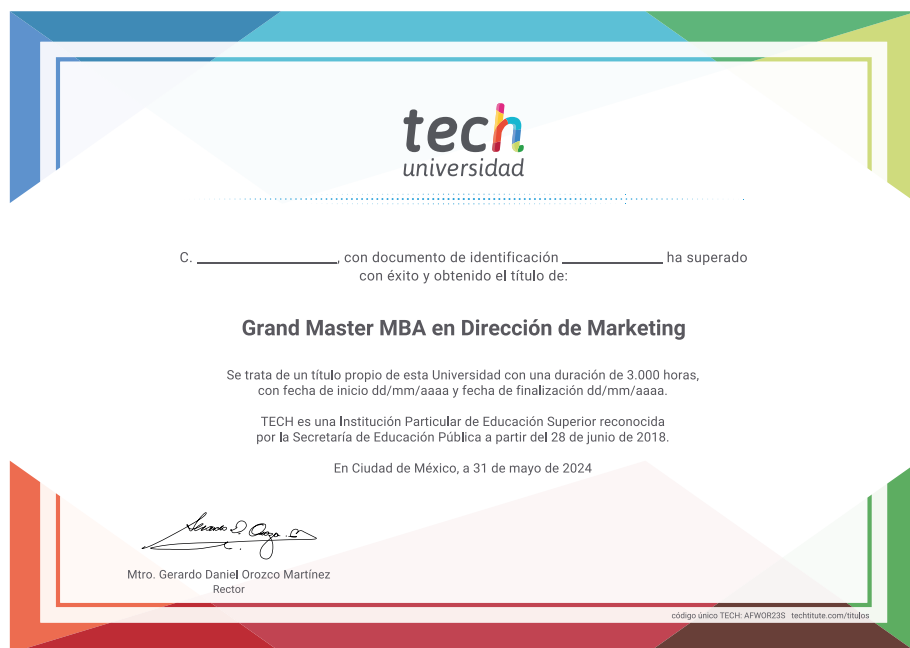 tech
universidad
C. ____________, con documento de identificación ____________ ha superado
con éxito y obtenido el título de:
Grand Master MBA en Dirección de Marketing
Se trata de un título propio de esta Universidad con una duración de 3.000 horas,
con fecha de inicio dd/mm/aaaa y fecha de finalización dd/mm/aaaa.
TECH es una Institución Particular de Educación Superior reconocida
por la Secretaría de Educación Pública a partir del 28 de junio de 2018.
En Ciudad de México, a 31 de mayo de 2024
Mtro. Gerardo Daniel Orozco Martínez
Rector
código único TECH: AFWOR23S techtitute.com/titulos